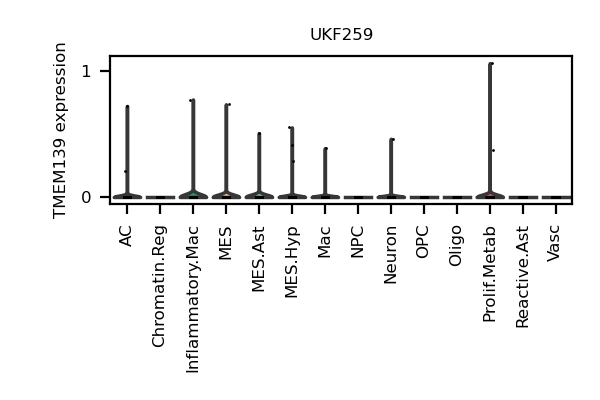 UKF259
TMEM139 expression
1
0
AC
Chromatin.Reg
Inflammatory.Mac
MES
MES.Ast
MES.Hyp
Mac
NPC
Neuron
OPC
Oligo
Prolif.Metab
Reactive.Ast
Vasc